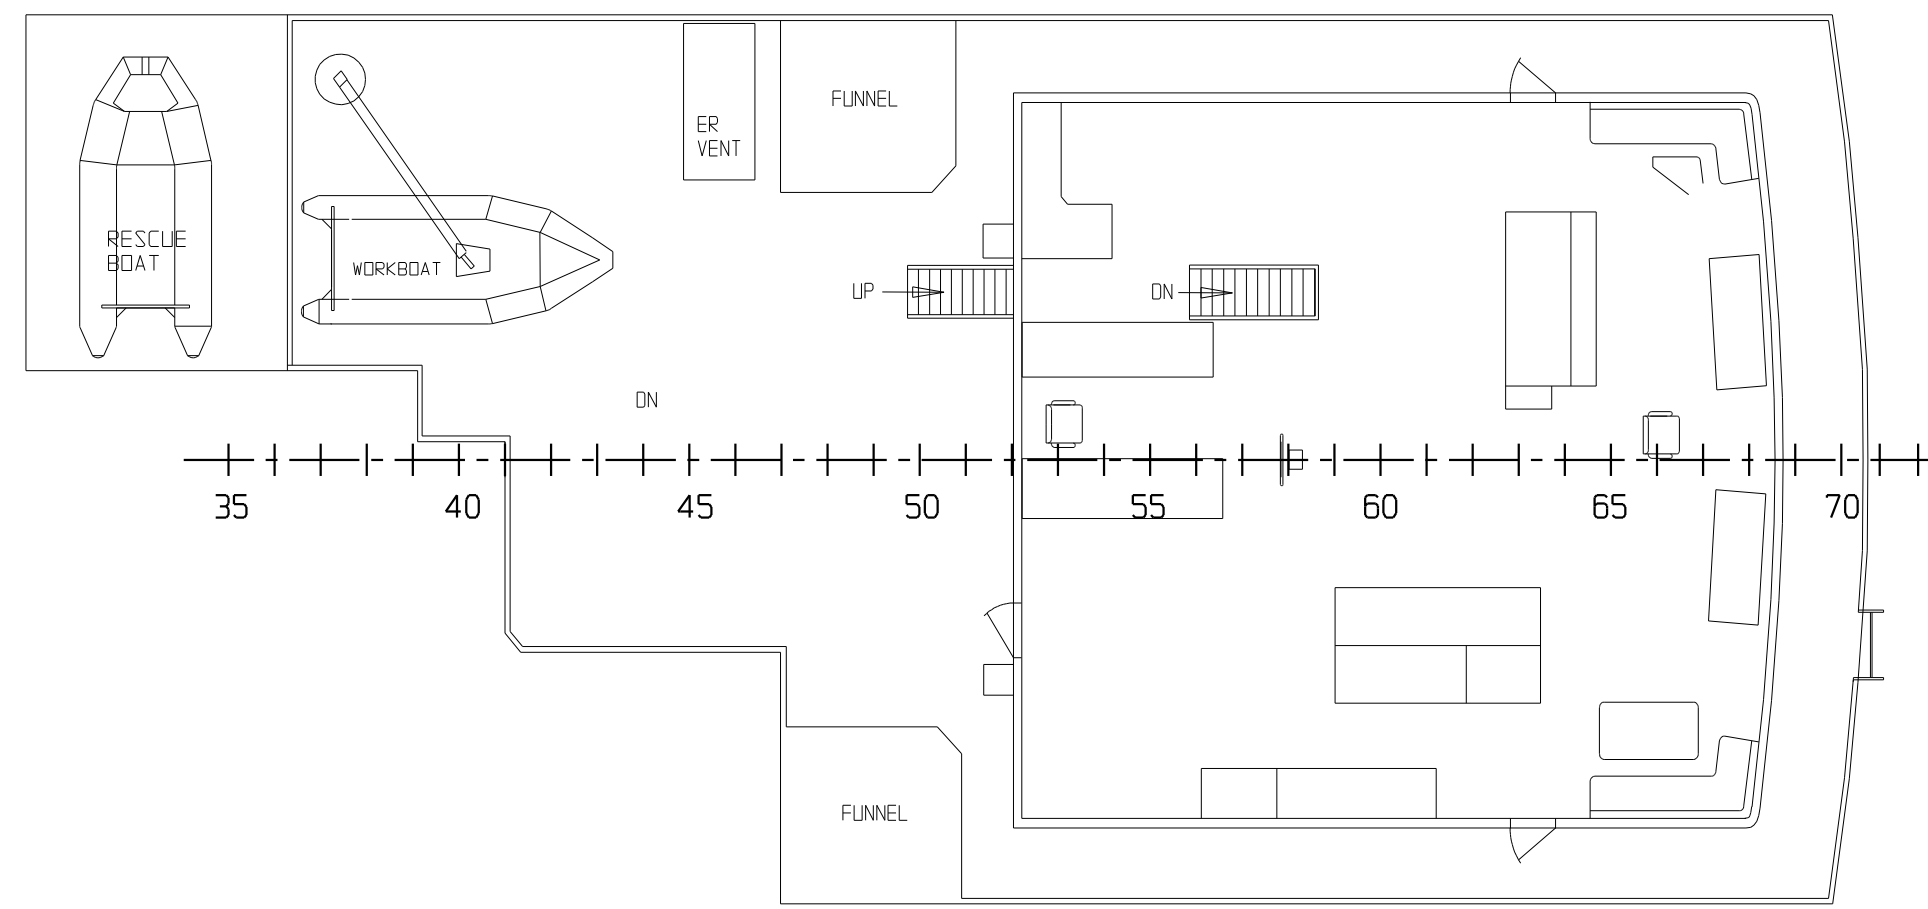 FUNNEL
ER
VENT
RESCUE
BOAT
WORKBOAT
UP
DN
DN
35 40 45 50 55 60 65 70
FUNNEL